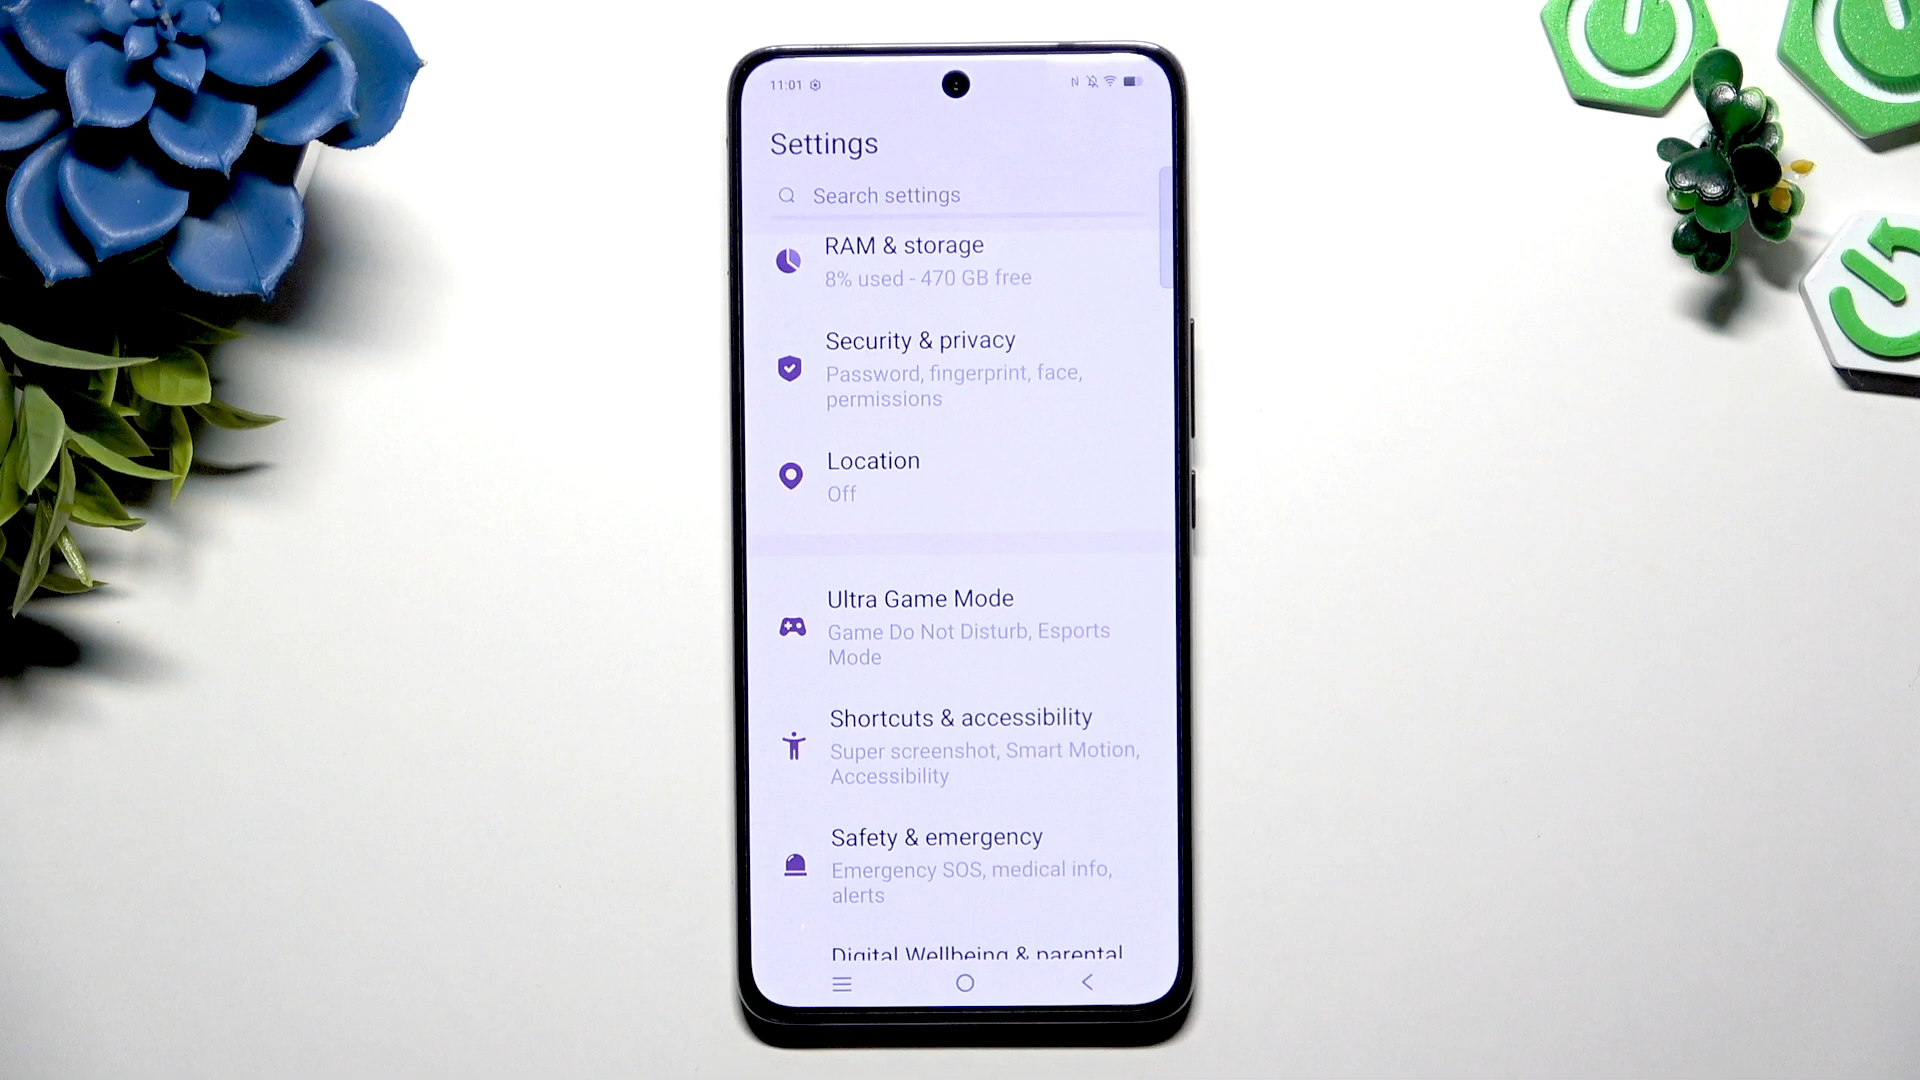 11:01
N
Settings
Search settings
RAM & storage
8% used - 470 GB free
Security & privacy
Password, fingerprint, face,
permissions
Location
Off
Ultra Game Mode
Game Do Not Disturb, Esports
Mode
Shortcuts & accessibility
Super screenshot, Smart Motion,
Accessibility
Safety & emergency
Emergency SOS, medical info,
alerts
Digital Wellbeing & parental